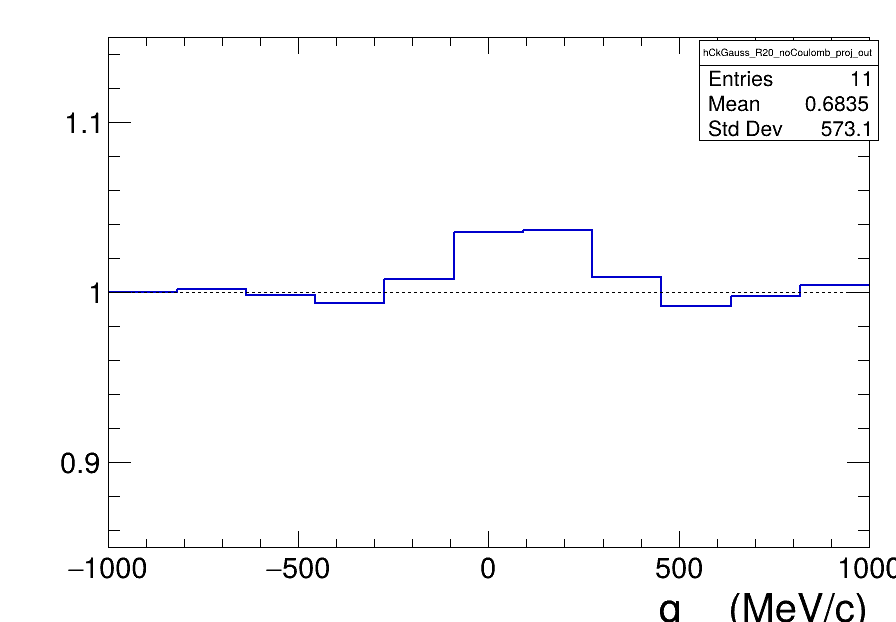 hCkGauss_R20_noCoulomb_proj_out
Entries 11
Mean 0.6835
Std Dev 573.1
1.1
1
0.9
−1000 −500 0 500 1000
(MeV/c)